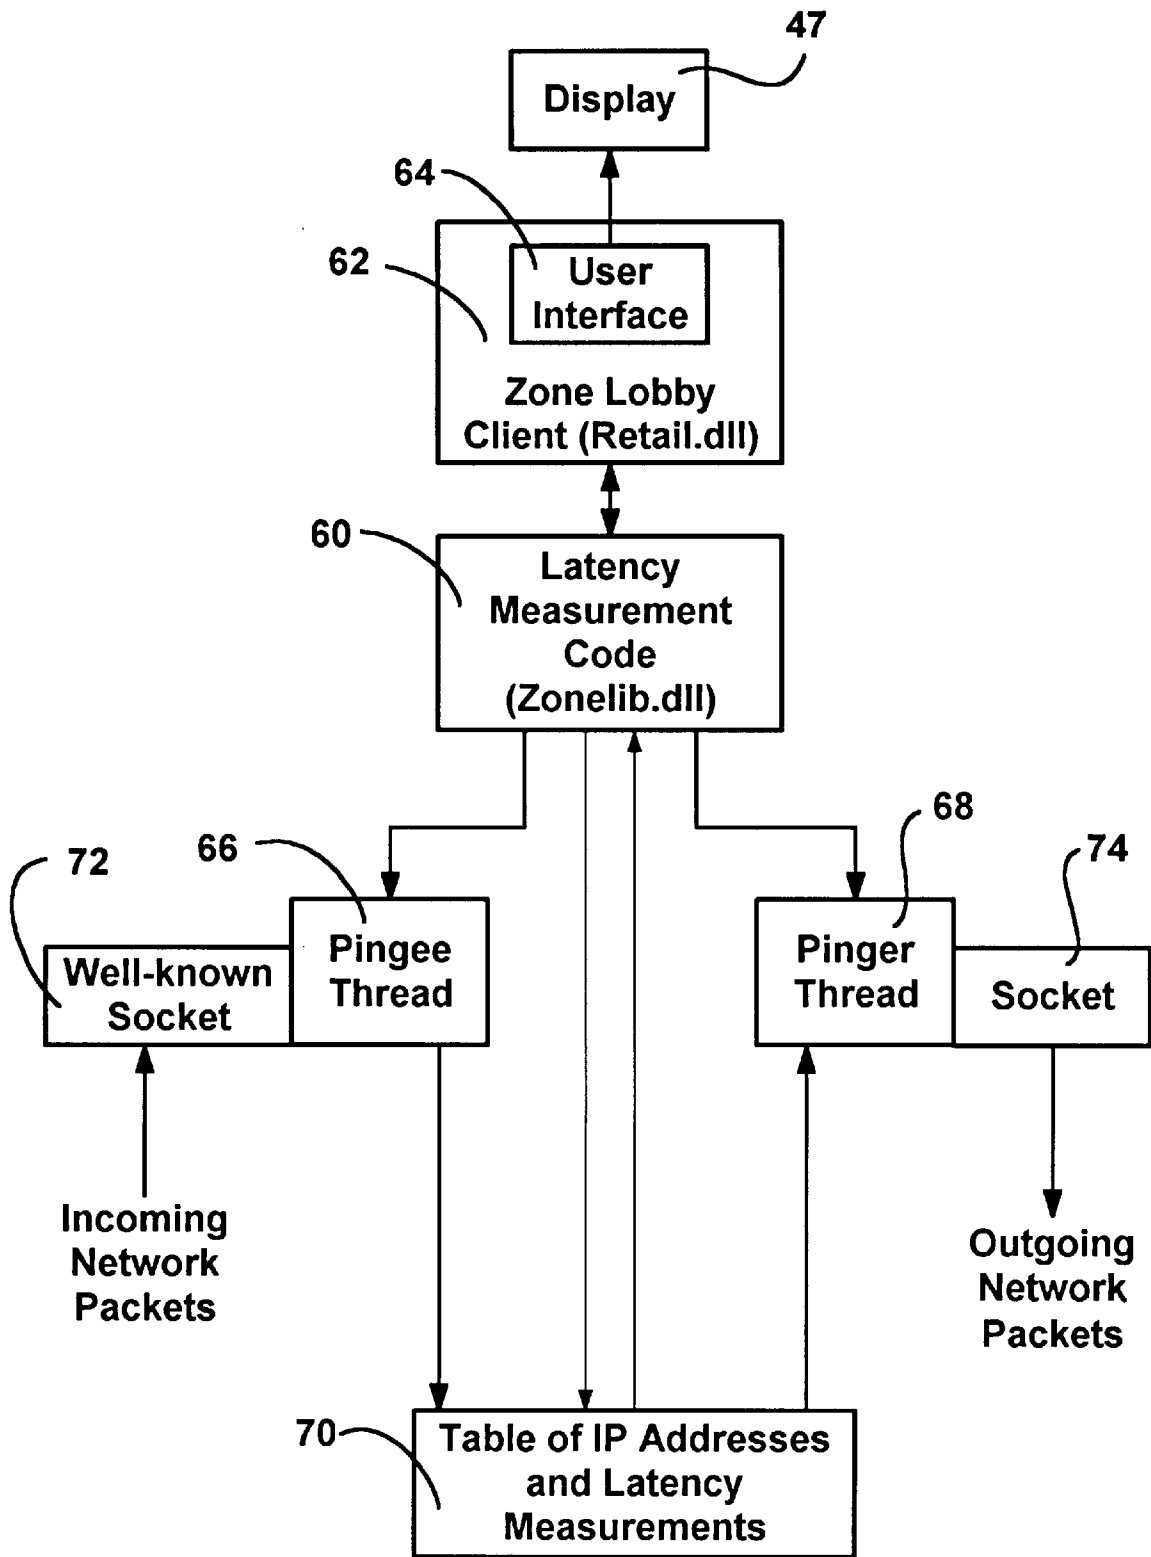 47
Display
64
62
User
Interface
Zone Lobby
Client (Retail.dll)
60
Latency
Measurement
Code
(Zonelib.dll)
68
66
72
74
Pingee
Thread
Well-known
Socket
Pinger
Thread
Socket
Incoming
Network
Packets
Outgoing
Network
Packets
70
Table of IP Addresses
and Latency
Measurements